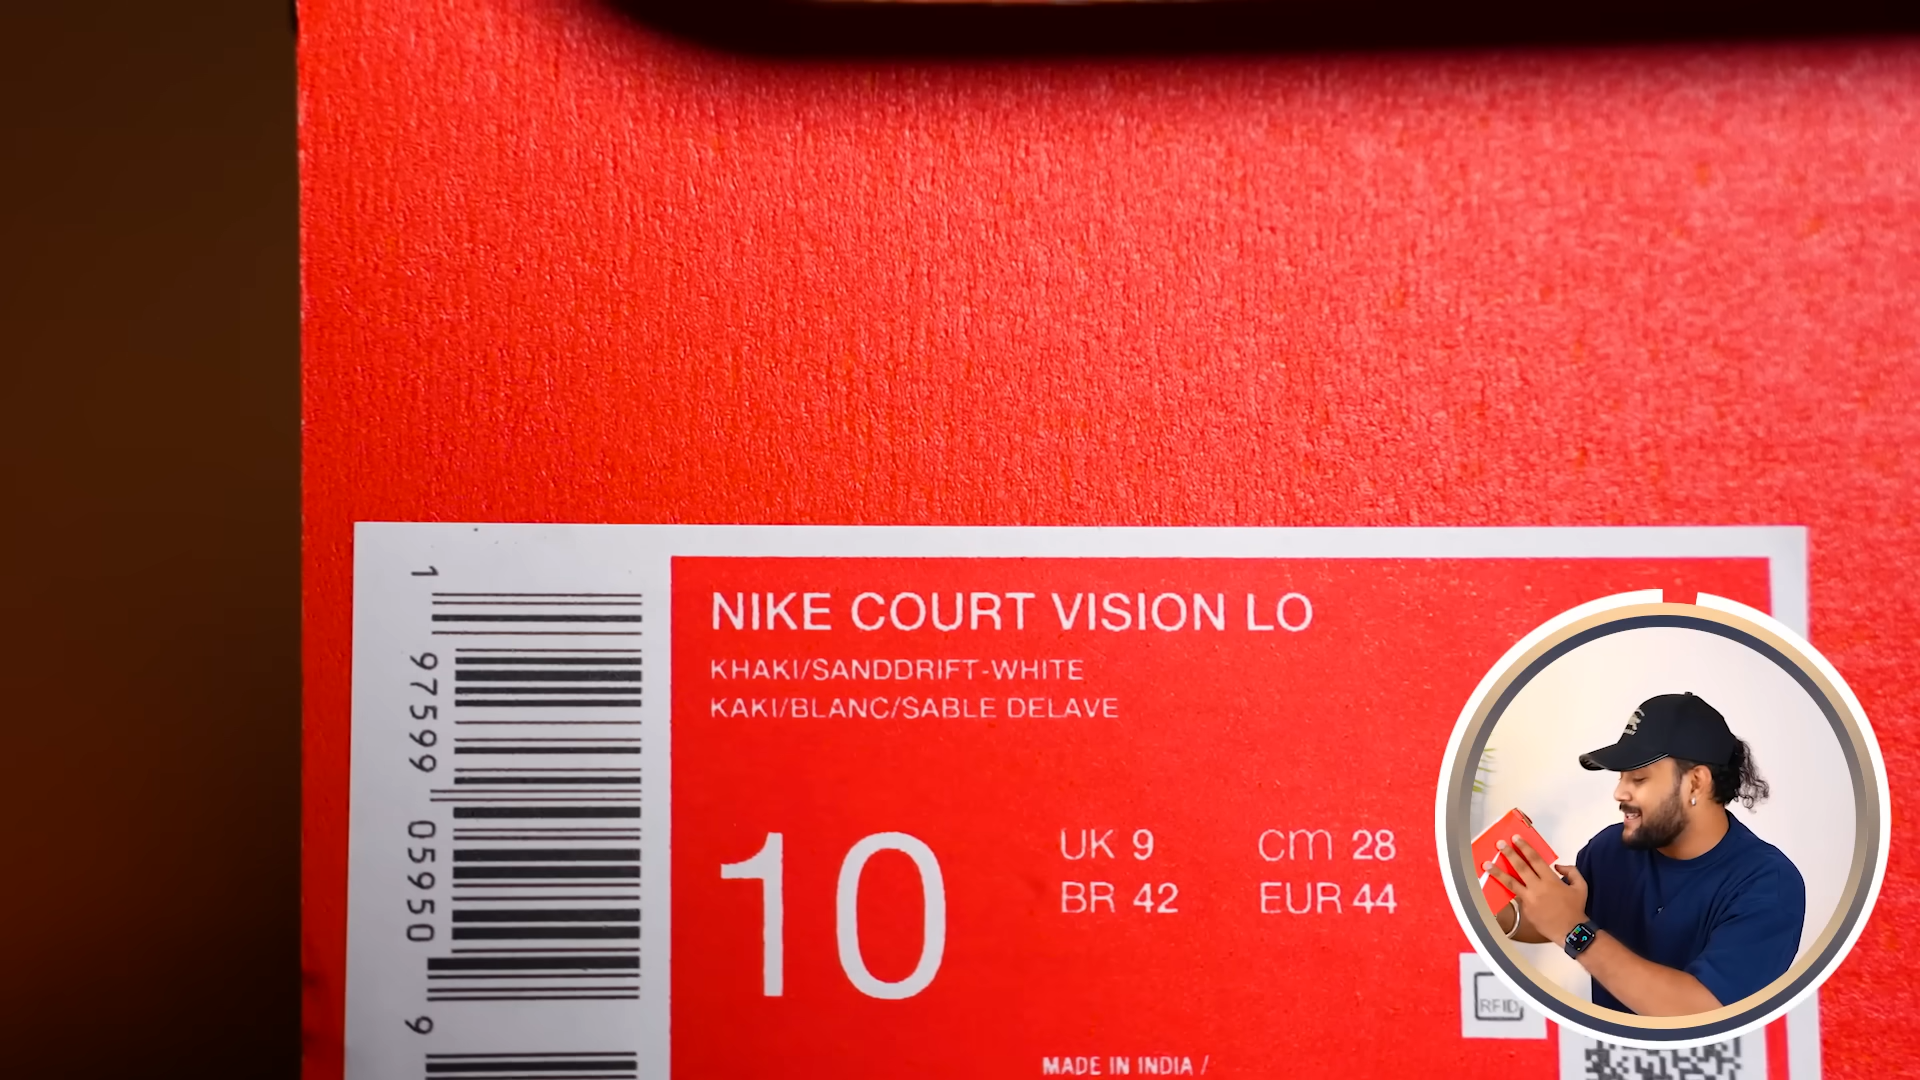 NIKE COURT VISION LO
KHAKI/SANDDRIFT-WHITE
KAKI/BLANC/SABLE DELAVE
10
UK 9
CM 28
BR 42
EUR 44
RFID
MADE IN INDIA /
1 97599 05950 9